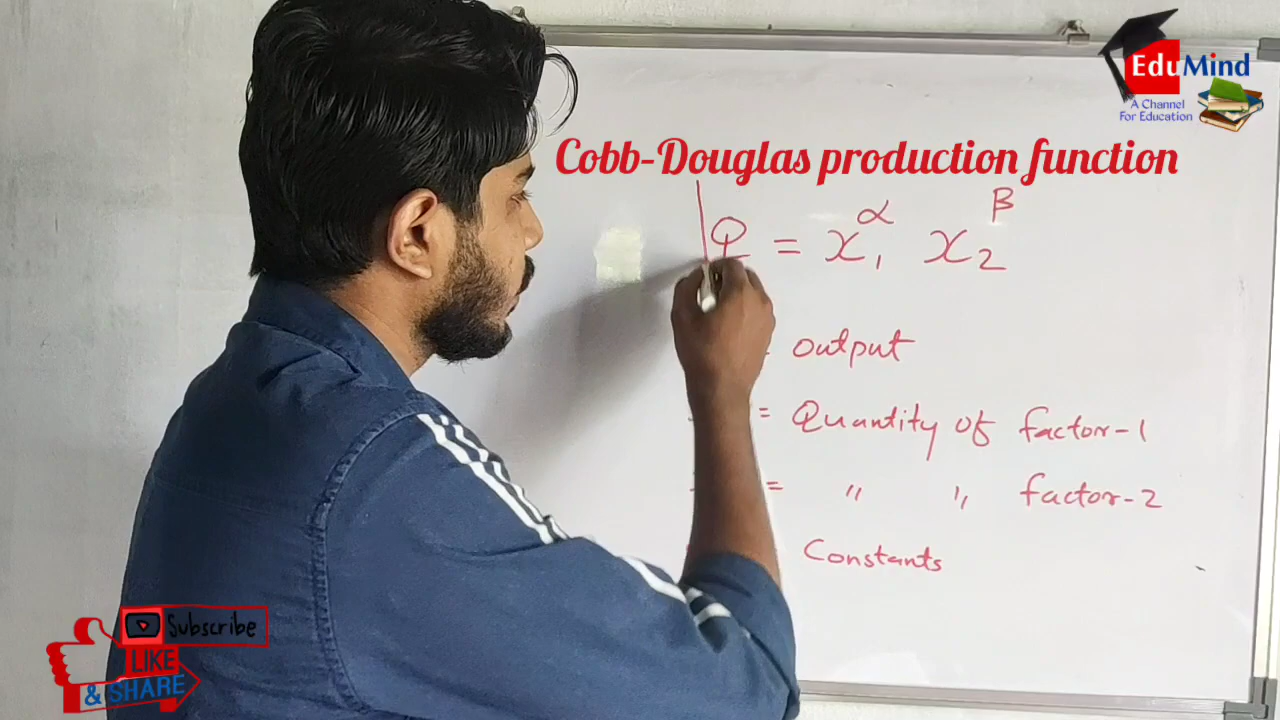 EduMind
A Channel
For Education
Cobb-Douglas production function
Q = x₁^α x₂^β
output
= Quantity of factor-1
= " " factor-2
Constants
Subscribe
LIKE
& SHARE